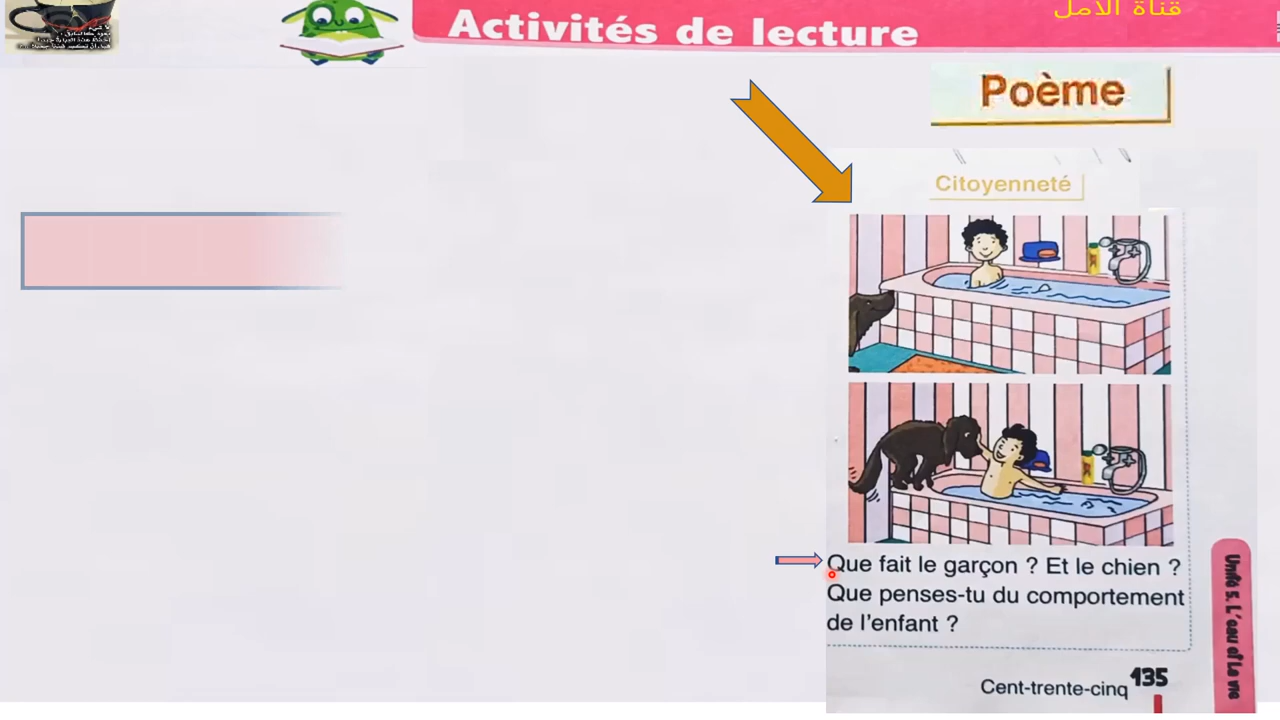 قناة الأمل
Activités de lecture
Poème
Citoyenneté
Que fait le garçon ? Et le chien ?
Que penses-tu du comportement
de l'enfant ?
Unité 5. L'eau et la vie
Cent-trente-cinq 135